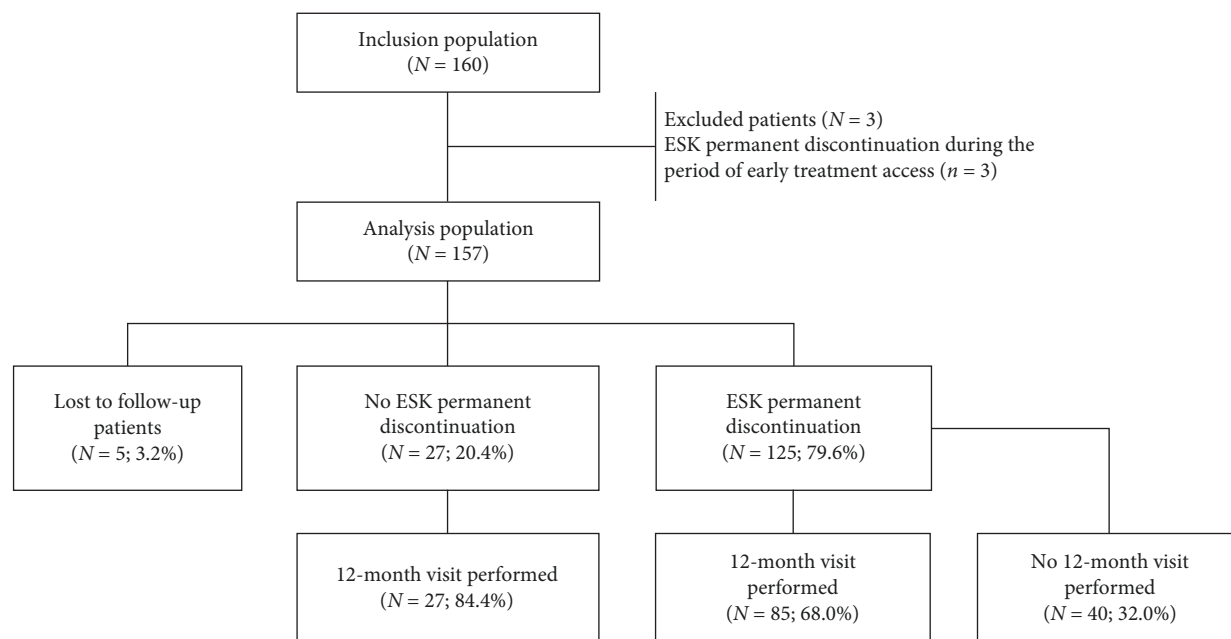 Inclusion population
(N = 160)
Excluded patients (N = 3)
ESK permanent discontinuation during the
period of early treatment access (n = 3)
Analysis population
(N = 157)
Lost to follow-up
patients
(N = 5; 3.2%)
No ESK permanent
discontinuation
(N = 27; 20.4%)
ESK permanent
discontinuation
(N = 125; 79.6%)
12-month visit performed
(N = 27; 84.4%)
12-month visit
performed
(N = 85; 68.0%)
No 12-month visit
performed
(N = 40; 32.0%)